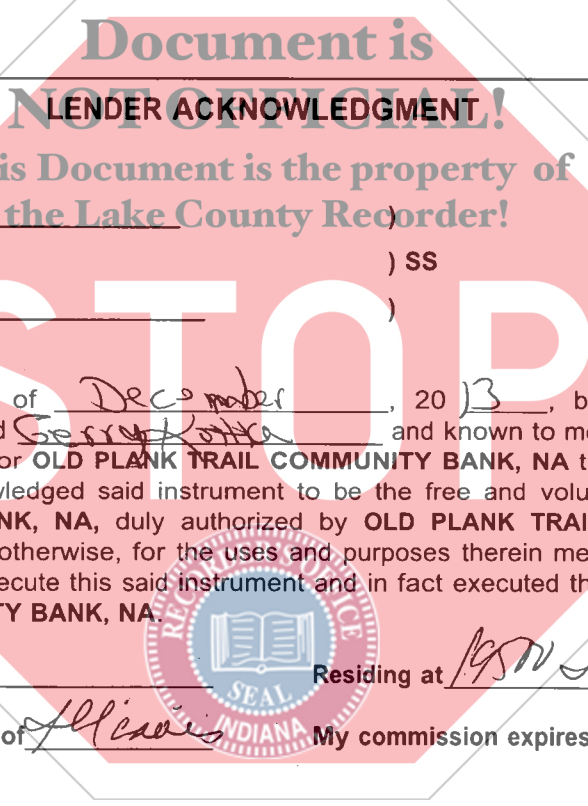 Document is
NOT OFFICIAL!
LENDER ACKNOWLEDGMENT
is Document is the property of
the Lake County Recorder!
)
) SS
)
STOP
of December, 20 13, b
and known to me
or OLD PLANK TRAIL COMMUNITY BANK, NA t
wledged said instrument to be the free and volu
NK, NA, duly authorized by OLD PLANK TRAI
otherwise, for the uses and purposes therein me
ecute this said instrument and in fact executed th
TY BANK, NA.
RECORDER'S OFFICE
SEAL
INDIANA
Residing at
of Illinois My commission expires